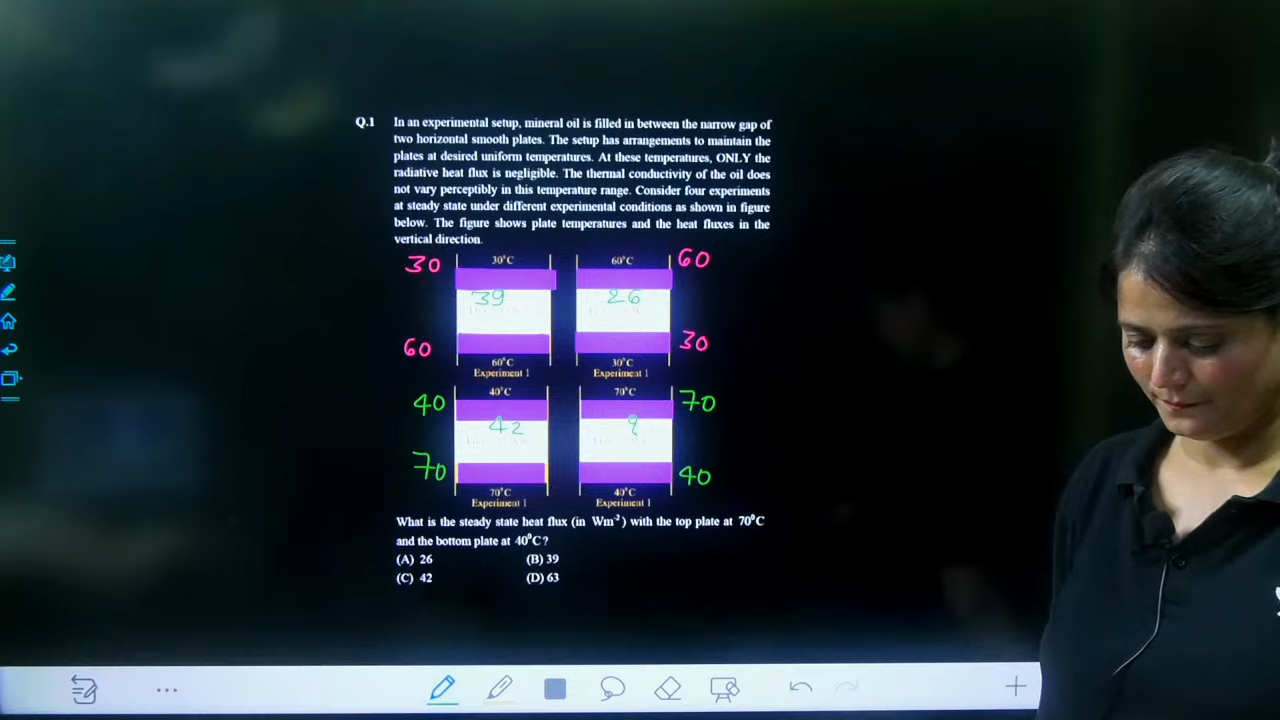 Q.1 In an experimental setup, mineral oil is filled in between the narrow gap of
two horizontal smooth plates. The setup has arrangements to maintain the
plates at desired uniform temperatures. At these temperatures, ONLY the
radiative heat flux is negligible. The thermal conductivity of the oil does
not vary perceptibly in this temperature range. Consider four experiments
at steady state under different experimental conditions as shown in figure
below. The figure shows plate temperatures and the heat fluxes in the
vertical direction.
30 30°C 60°C 60
39 26
60 30
60°C 30°C
Experiment 1 Experiment 1
40 40°C 70°C 70
42 ?
70 40
70°C 40°C
Experiment 1 Experiment 1
What is the steady state heat flux (in Wm⁻²) with the top plate at 70°C
and the bottom plate at 40°C?
(A) 26 (B) 39
(C) 42 (D) 63